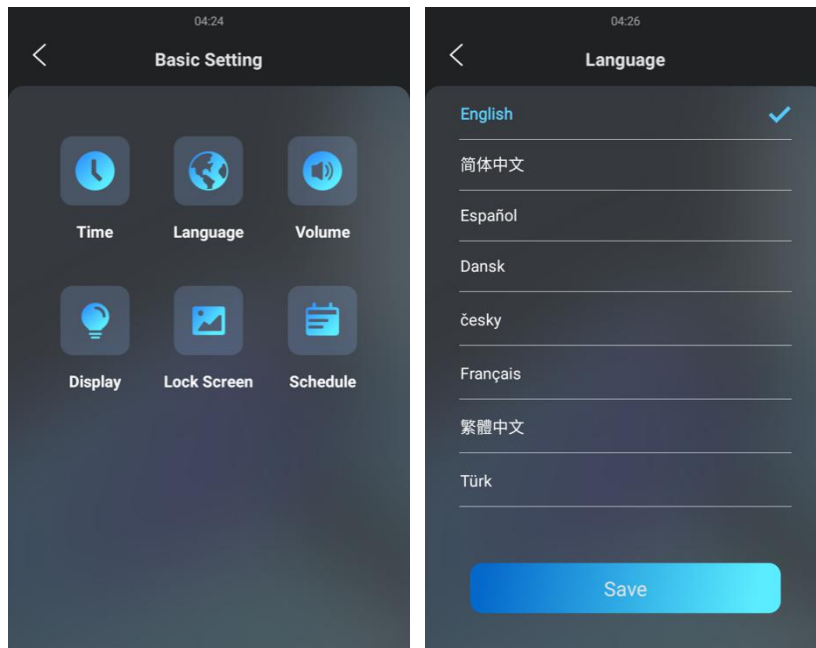 04:24
Basic Setting
Time Language Volume
Display Lock Screen Schedule
04:26
Language
English
简体中文
Español
Dansk
česky
Français
繁體中文
Türk
Save